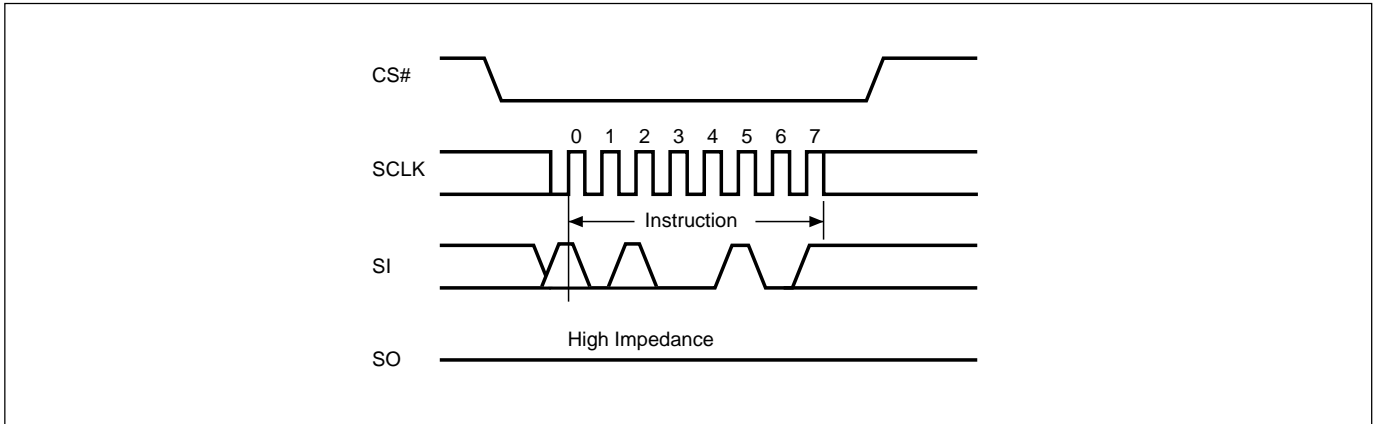 CS#
0 1 2 3 4 5 6 7
SCLK
Instruction
SI
High Impedance
SO